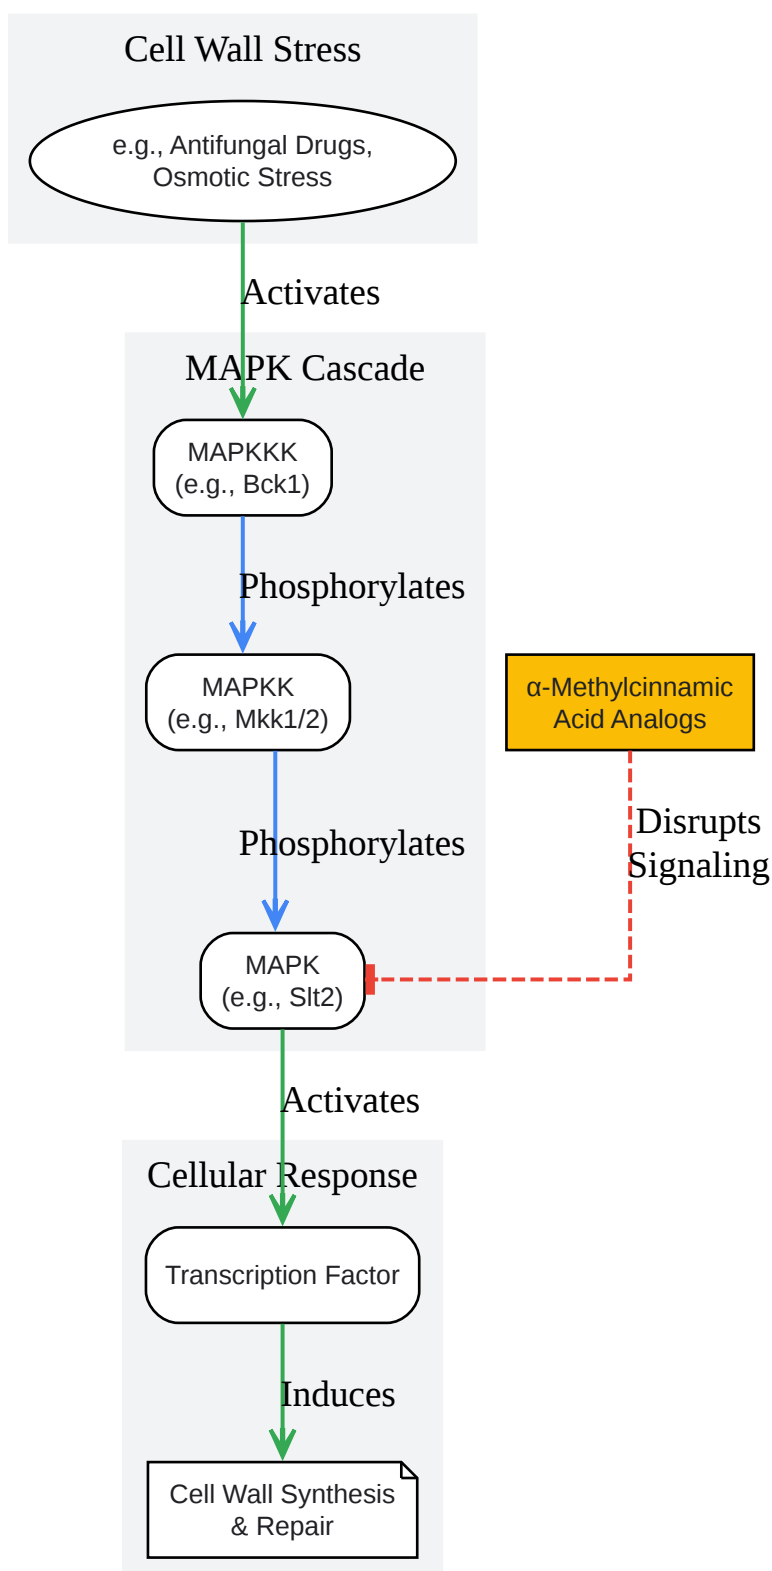 Cell Wall Stress
e.g., Antifungal Drugs,
Osmotic Stress
Activates
MAPK Cascade
MAPKKK
(e.g., Bck1)
Phosphorylates
MAPKK
(e.g., Mkk1/2)
α-Methylcinnamic
Acid Analogs
Phosphorylates
Disrupts
Signaling
MAPK
(e.g., Slt2)
Activates
Cellular Response
Transcription Factor
Induces
Cell Wall Synthesis
& Repair